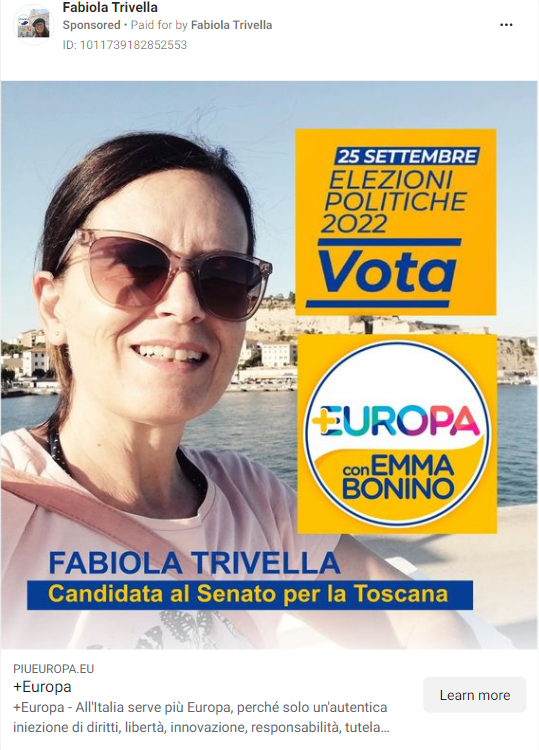 Fabiola Trivella
Sponsored • Paid for by Fabiola Trivella
ID: 1011739182852553
25 SETTEMBRE
ELEZIONI
POLITICHE
2022
Vota
+EUROPA
con EMMA
BONINO
FABIOLA TRIVELLA
Candidata al Senato per la Toscana
PIUEUROPA.EU
+Europa
+Europa - All'Italia serve più Europa, perché solo un'autentica
iniezione di diritti, libertà, innovazione, responsabilità, tutela...
Learn more